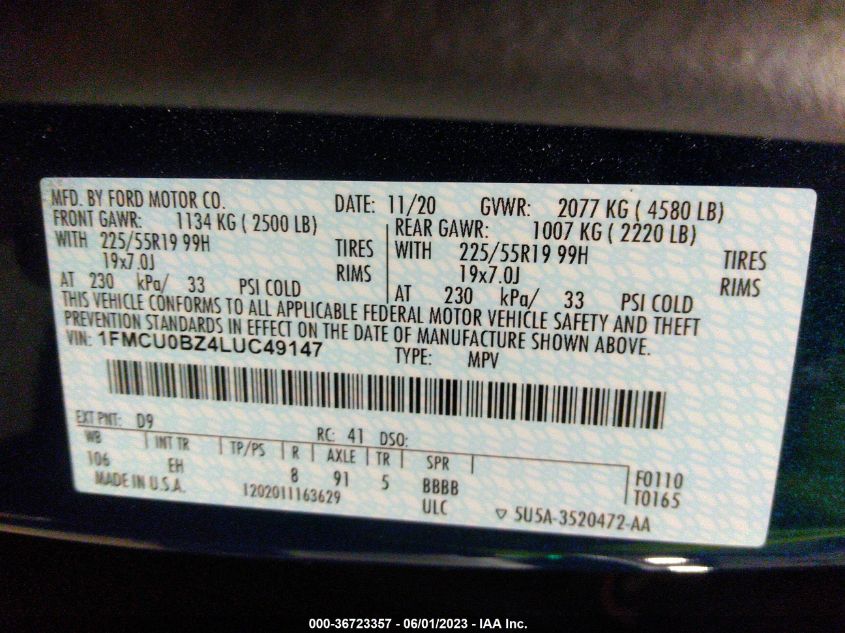 MFD. BY FORD MOTOR CO. DATE: 11/20 GVWR: 2077 KG ( 4580 LB)
FRONT GAWR: 1134 KG ( 2500 LB) REAR GAWR: 1007 KG ( 2220 LB)
WITH 225/55R19 99H TIRES WITH 225/55R19 99H TIRES
19x7.0J RIMS 19x7.0J RIMS
AT 230 kPa/ 33 PSI COLD AT 230 kPa/ 33 PSI COLD
THIS VEHICLE CONFORMS TO ALL APPLICABLE FEDERAL MOTOR VEHICLE SAFETY AND THEFT
PREVENTION STANDARDS IN EFFECT ON THE DATE OF MANUFACTURE SHOWN ABOVE.
VIN: 1FMCU0BZ4LUC49147 TYPE: MPV
EXT PNT: D9 RC: 41 DSO:
WB INT TR TP/PS R AXLE TR SPR
106 EH 8 91 5 BBBB F0110
MADE IN U.S.A. 1202011163629 ULC T0165
▽ 5U5A-3520472-AA
000-36723357 - 06/01/2023 - IAA Inc.